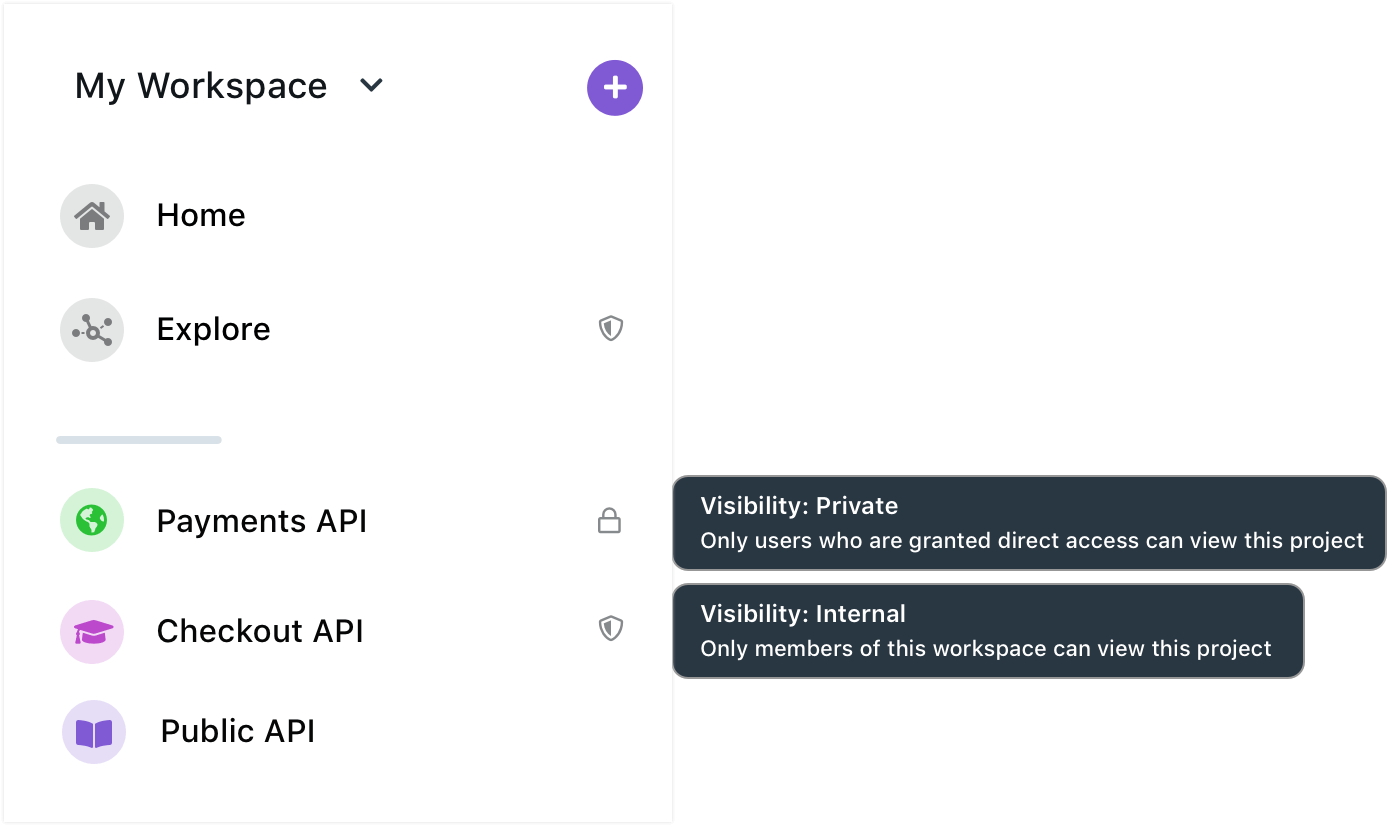 My Workspace
Home
Explore
Payments API
Visibility: Private
Only users who are granted direct access can view this project
Checkout API
Visibility: Internal
Only members of this workspace can view this project
Public API